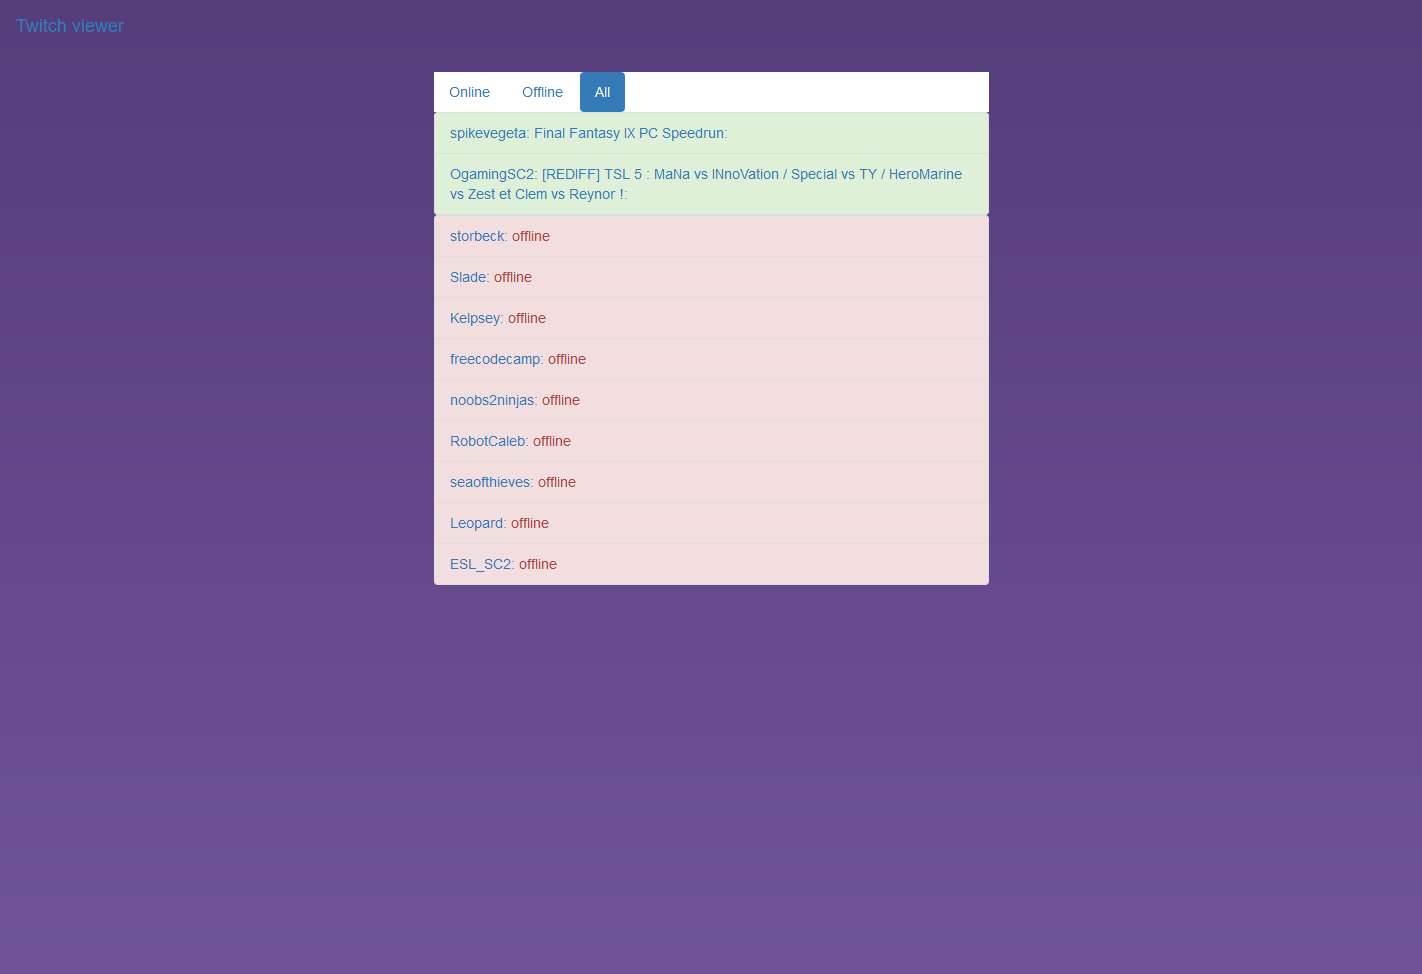 Twitch viewer
Online Offline All
spikevegeta: Final Fantasy IX PC Speedrun:
OgamingSC2: [REDIFF] TSL 5 : MaNa vs INnoVation / Special vs TY / HeroMarine
vs Zest et Clem vs Reynor !:
storbeck: offline
Slade: offline
Kelpsey: offline
freecodecamp: offline
noobs2ninjas: offline
RobotCaleb: offline
seaofthieves: offline
Leopard: offline
ESL_SC2: offline